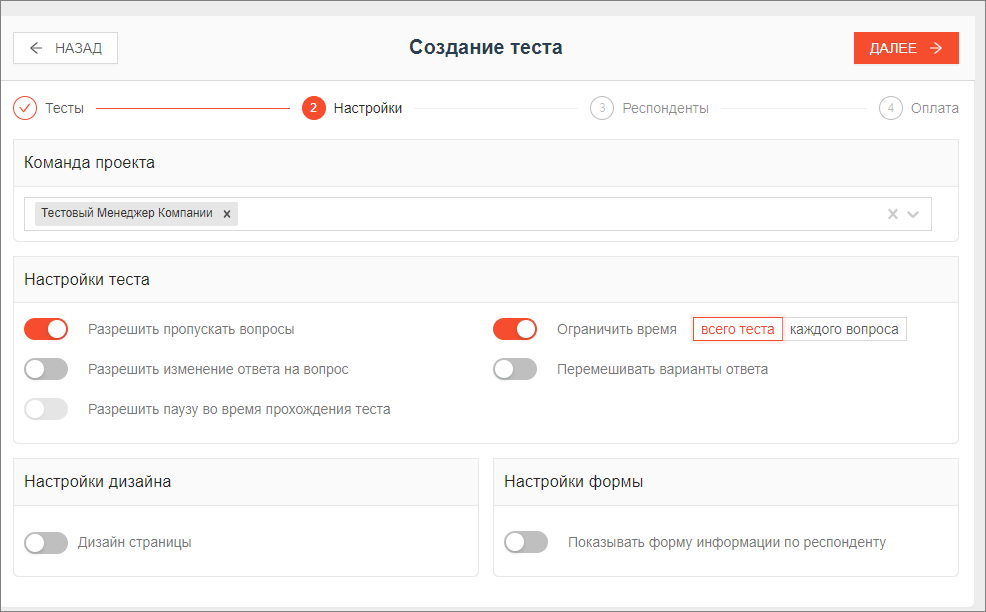 НАЗАД
Создание теста
ДАЛЕЕ
Тесты
2 Настройки
3 Респонденты
4 Оплата
Команда проекта
Тестовый Менеджер Компании x
Настройки теста
Разрешить пропускать вопросы
Ограничить время всего теста каждого вопроса
Разрешить изменение ответа на вопрос
Перемешивать варианты ответа
Разрешить паузу во время прохождения теста
Настройки дизайна
Дизайн страницы
Настройки формы
Показывать форму информации по респонденту